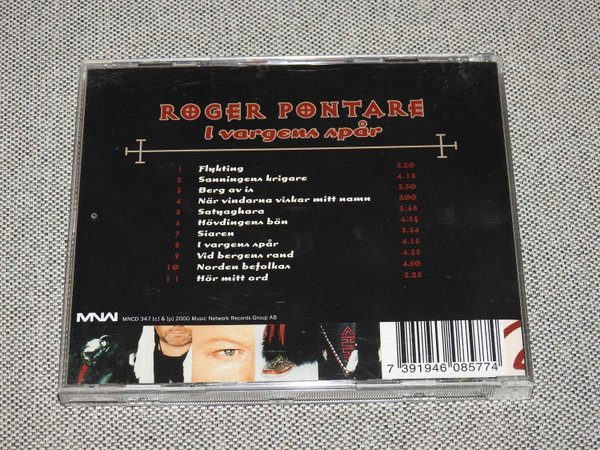 ROGER PONTARE
I vargens spår
1 Flykting 3.20
2 Sanningens krigare 4.15
3 Berg av is 3.30
4 När vindarna viskar mitt namn 3.00
5 Satyaghara 3.48
6 Hövdingens bön 4.55
7 Siaren 3.54
8 I vargens spår 4.15
9 Vid bergens rand 4.35
10 Norden befolkas 4.50
11 Hör mitt ord 3.25
MNW MNCD 347 [c] & [p] 2000 Music Network Records Group AB
7 391946 085774